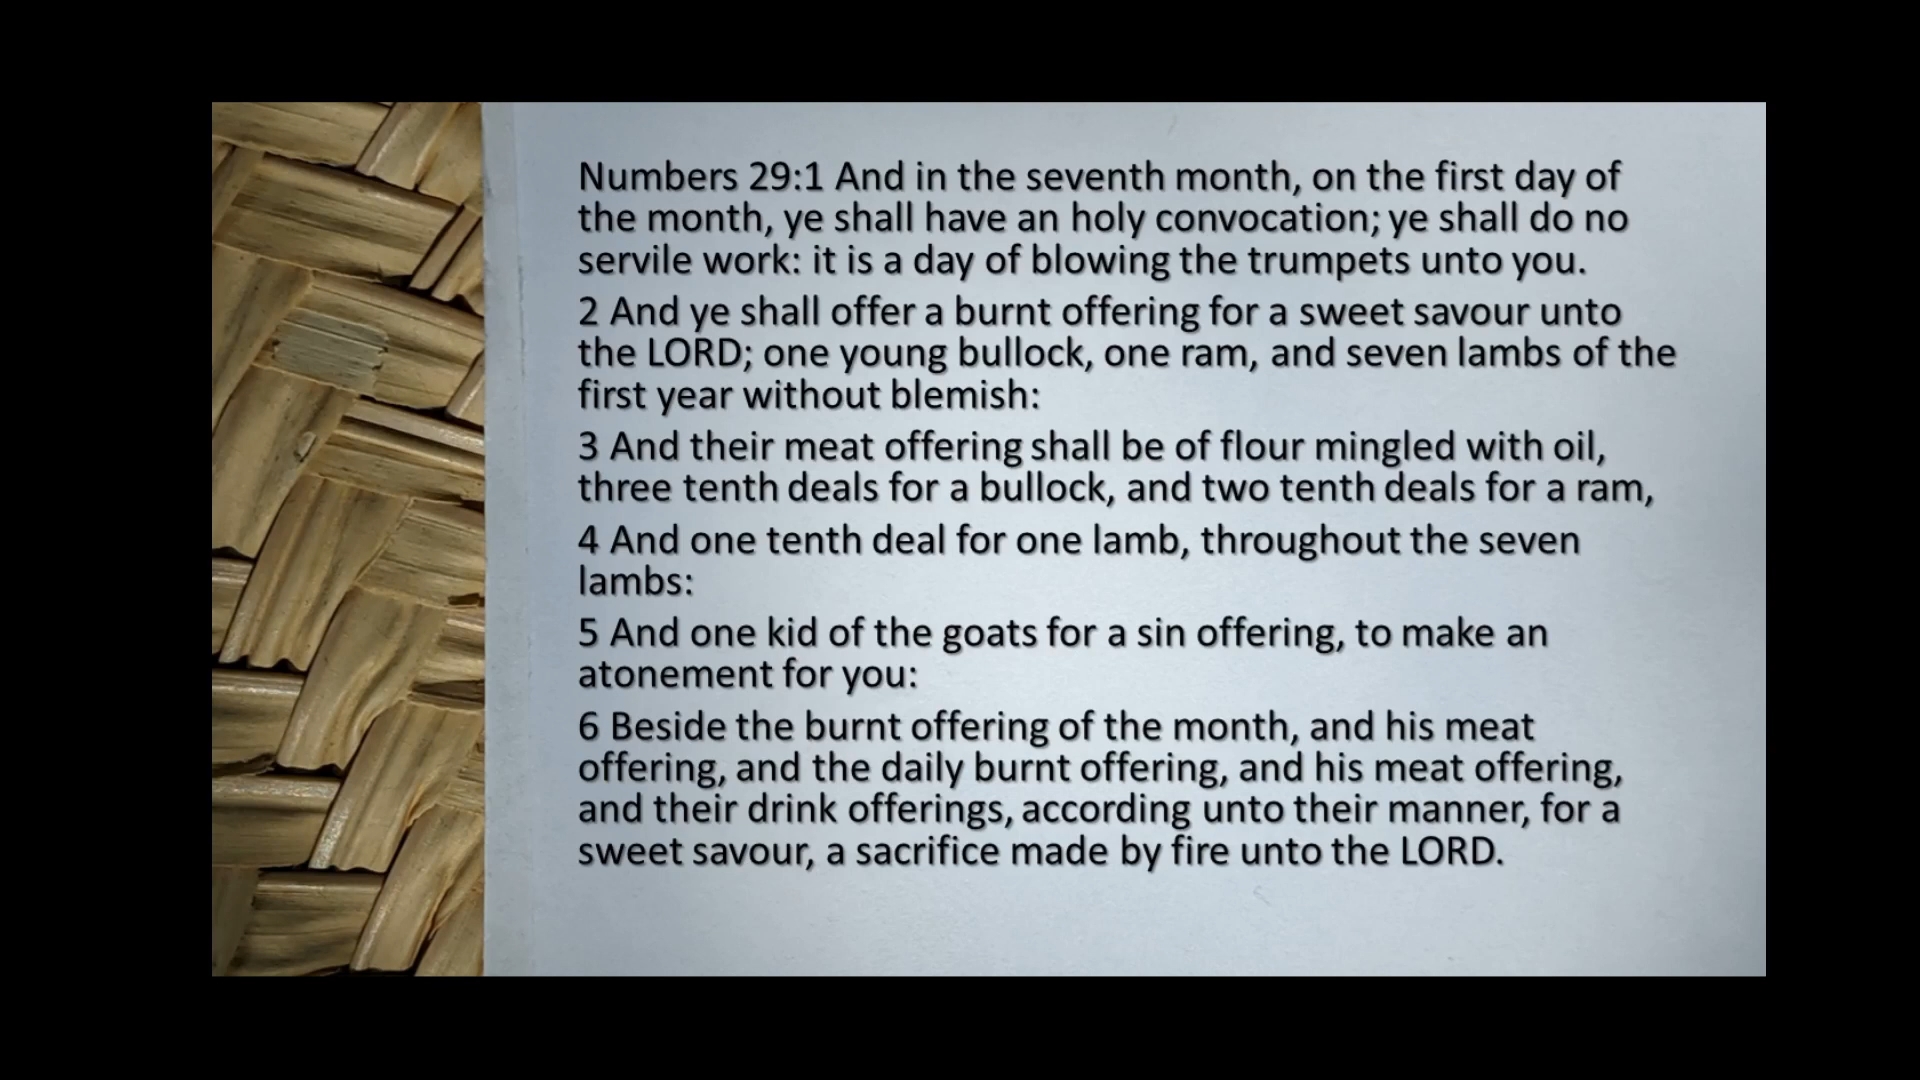 Numbers 29:1 And in the seventh month, on the first day of
the month, ye shall have an holy convocation; ye shall do no
servile work: it is a day of blowing the trumpets unto you.
2 And ye shall offer a burnt offering for a sweet savour unto
the LORD; one young bullock, one ram, and seven lambs of the
first year without blemish:
3 And their meat offering shall be of flour mingled with oil,
three tenth deals for a bullock, and two tenth deals for a ram,
4 And one tenth deal for one lamb, throughout the seven
lambs:
5 And one kid of the goats for a sin offering, to make an
atonement for you:
6 Beside the burnt offering of the month, and his meat
offering, and the daily burnt offering, and his meat offering,
and their drink offerings, according unto their manner, for a
sweet savour, a sacrifice made by fire unto the LORD.